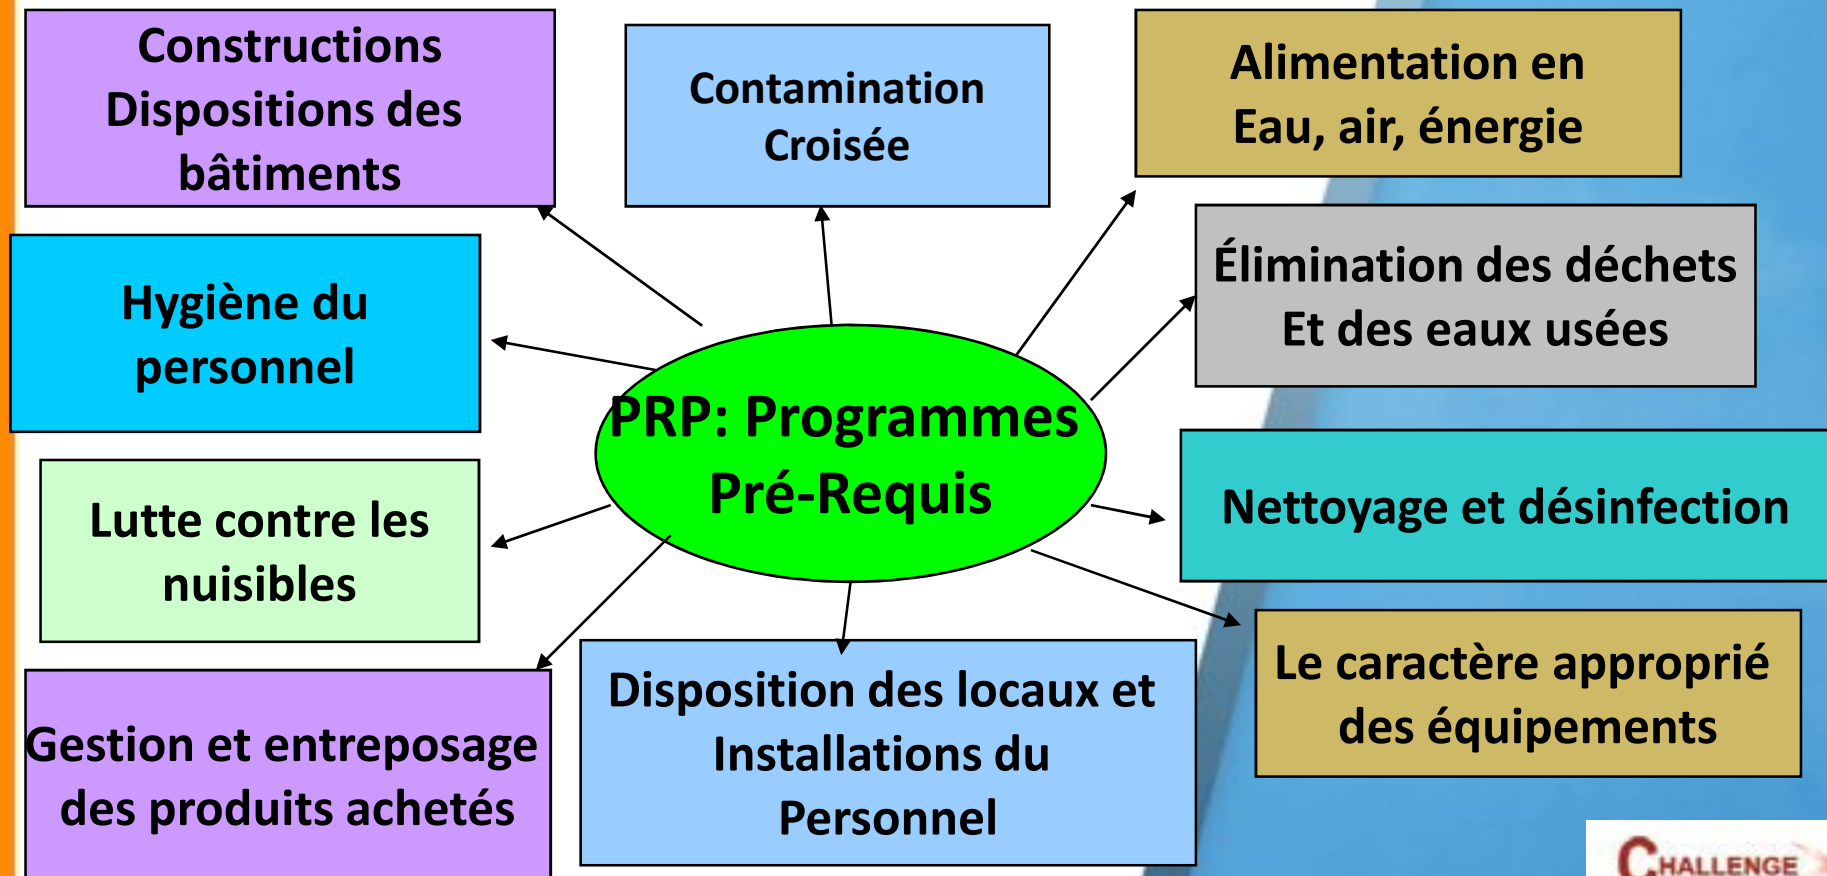 Constructions
Dispositions des
bâtiments
Contamination
Croisée
Alimentation en
Eau, air, énergie
Hygiène du
personnel
Élimination des déchets
Et des eaux usées
PRP: Programmes
Pré-Requis
Lutte contre les
nuisibles
Nettoyage et désinfection
Gestion et entreposage
des produits achetés
Disposition des locaux et
Installations du
Personnel
Le caractère approprié
des équipements
CHALLENGE